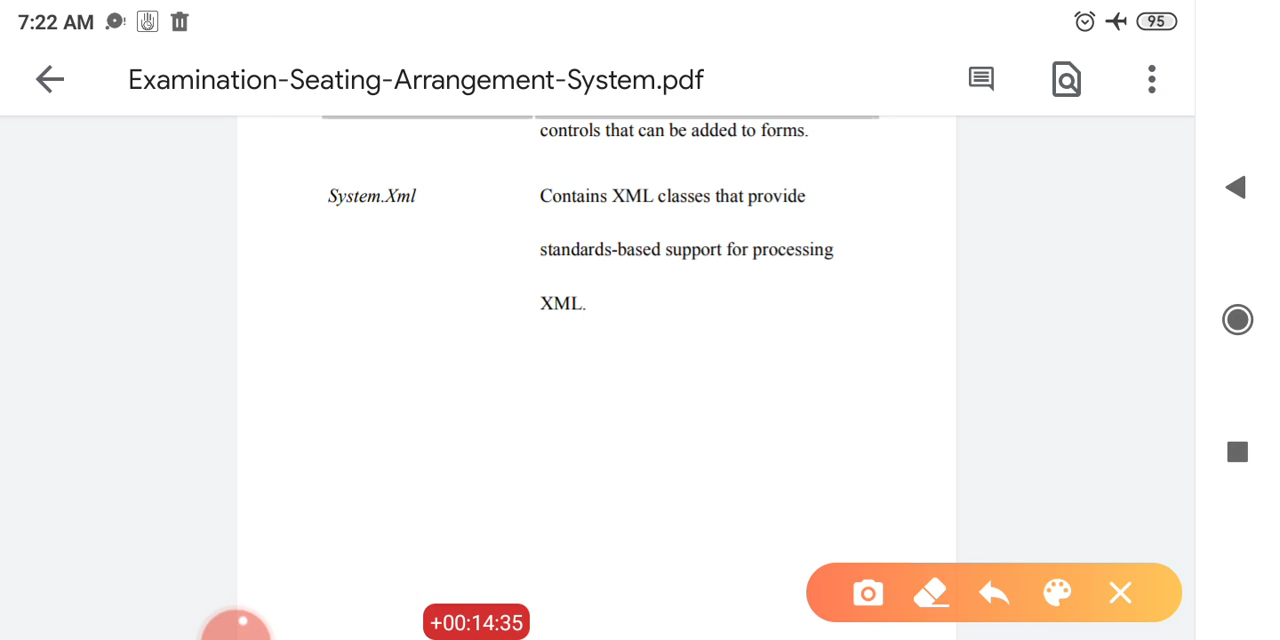 7:22 AM
95
Examination-Seating-Arrangement-System.pdf
controls that can be added to forms.
System.Xml Contains XML classes that provide
standards-based support for processing
XML.
+00:14:35